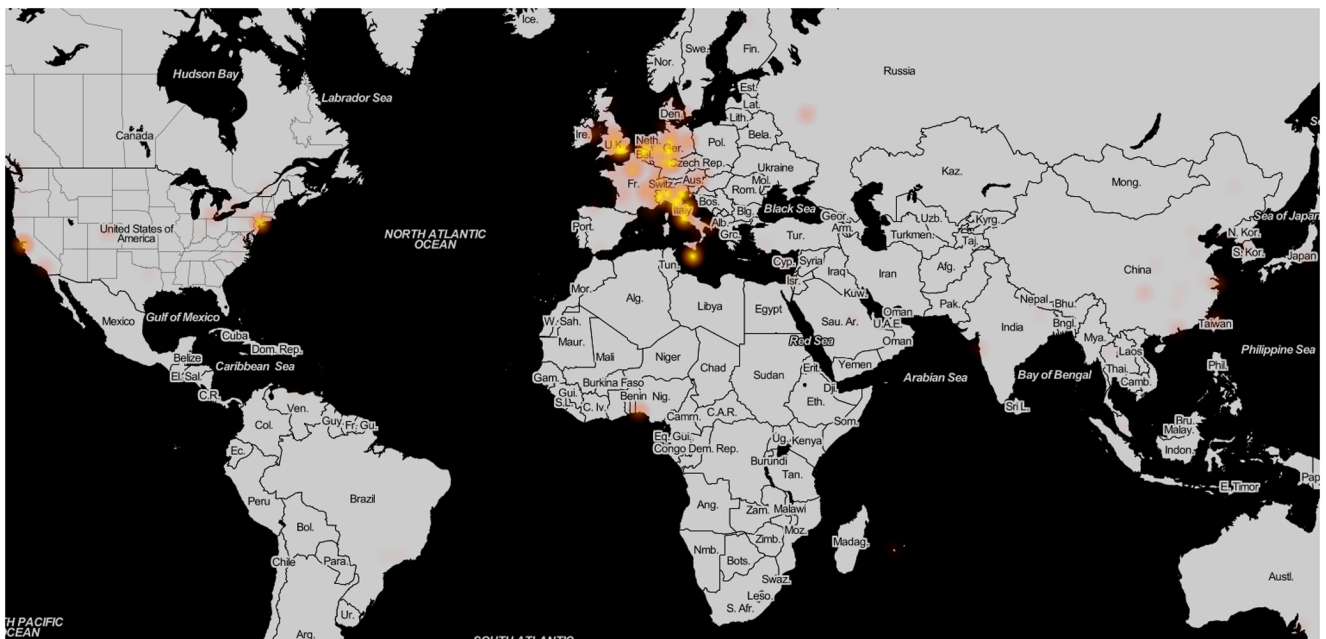 Ice.
Hudson Bay
Labrador Sea
Canada
Nor.
Swe.
Fin.
Russia
Est.
Lat.
Lith.
Den.
Ire.
U.K.
Neth.
Bel.
Ger.
Pol.
Bela.
Czech Rep.
Ukraine
Kaz.
Mong.
Fr.
Switz.
Aus.
Mol.
Rom.
Bos.
Italy
Blg.
Black Sea
Geor.
Arm.
Uzb.
Kyrg.
Turkmen.
Taj.
Sea of Japan
N. Kor.
S. Kor.
Japan
United States of
America
NORTH ATLANTIC
OCEAN
Port.
Alb.
Grc.
Tur.
Cyp.
Syria
Tun.
Isr.
Iraq
Iran
Afg.
China
Mor.
Alg.
Libya
Egypt
Kuw.
Pak.
Nepal
Bhu.
Mexico
Gulf of Mexico
W. Sah.
Sau. Ar.
Oman
U.A.E.
Oman
India
Bngl.
Mya.
Taiwan
Cuba
Dom. Rep.
Maur.
Mali
Niger
Chad
Sudan
Red Sea
Erit.
Yemen
Arabian Sea
Bay of Bengal
Laos
Thai.
Camb.
Phil.
Philippine Sea
Belize
Caribbean Sea
El Sal.
C.R.
Gam.
Gui.
S.L.
C. Iv.
Burkina Faso
Benin
Nig.
Dji.
Eth.
Som.
Sri L.
Ven.
Guy.
Fr. Gu.
Col.
Camrn.
C.A.R.
Eq. Gui.
Congo
Dem. Rep.
Ug.
Kenya
Bru.
Malay.
Indon.
Ec.
Burundi
Tan.
E. Timor
Pap
Peru
Brazil
Ang.
Zam.
Malawi
Moz.
Bol.
Zimb.
Madag.
Chile
Para.
Nmb.
Bots.
Swaz.
Leso.
S. Afr.
Austl.
Ur.
Arg.
TH PACIFIC
OCEAN
SOUTH ATLANTIC